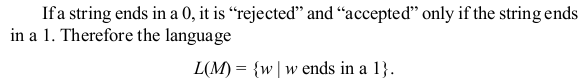 If a string ends in a 0, it is “rejected” and “accepted” only if the string ends
in a 1. Therefore the language
L(M) = {w | w ends in a 1}.